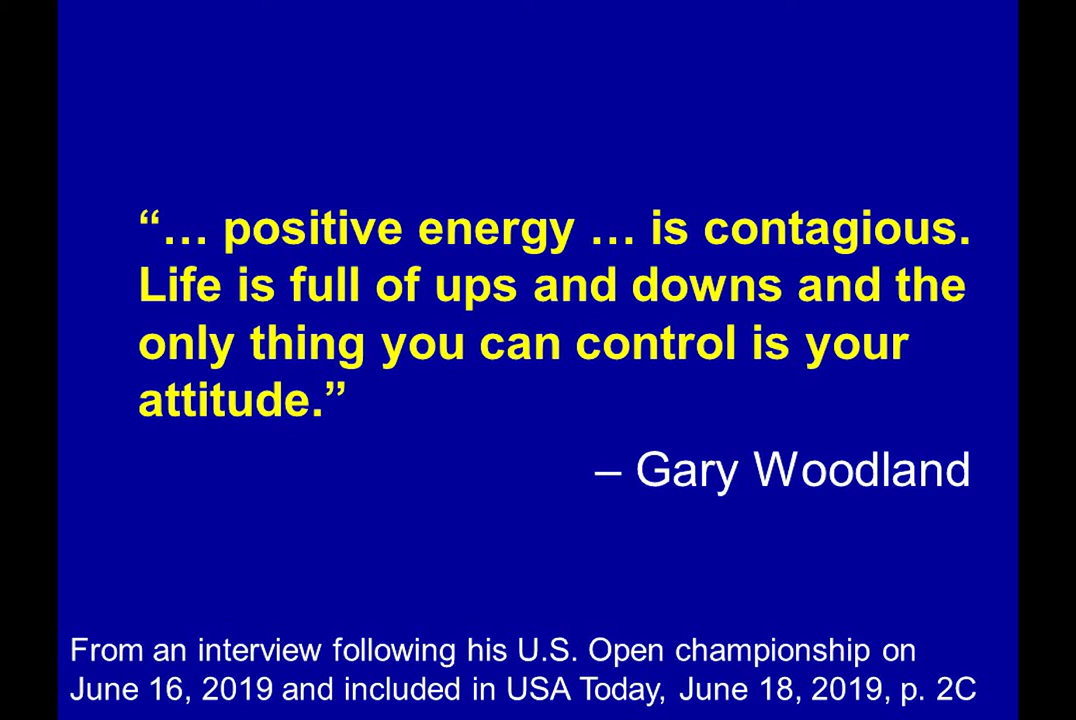 “… positive energy … is contagious.
Life is full of ups and downs and the
only thing you can control is your
attitude.”
– Gary Woodland
From an interview following his U.S. Open championship on
June 16, 2019 and included in USA Today, June 18, 2019, p. 2C